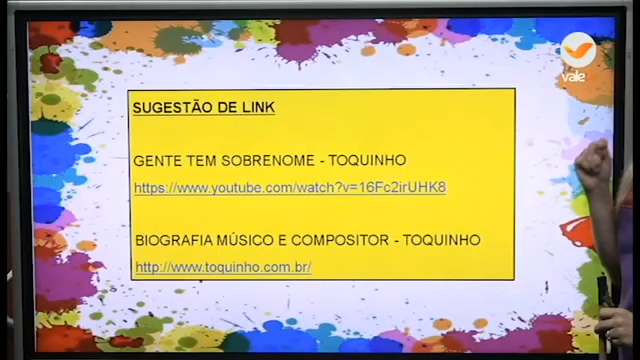 vale
SUGESTÃO DE LINK
GENTE TEM SOBRENOME - TOQUINHO
https://www.youtube.com/watch?v=16Fc2irUHK8
BIOGRAFIA MÚSICO E COMPOSITOR - TOQUINHO
http://www.toquinho.com.br/